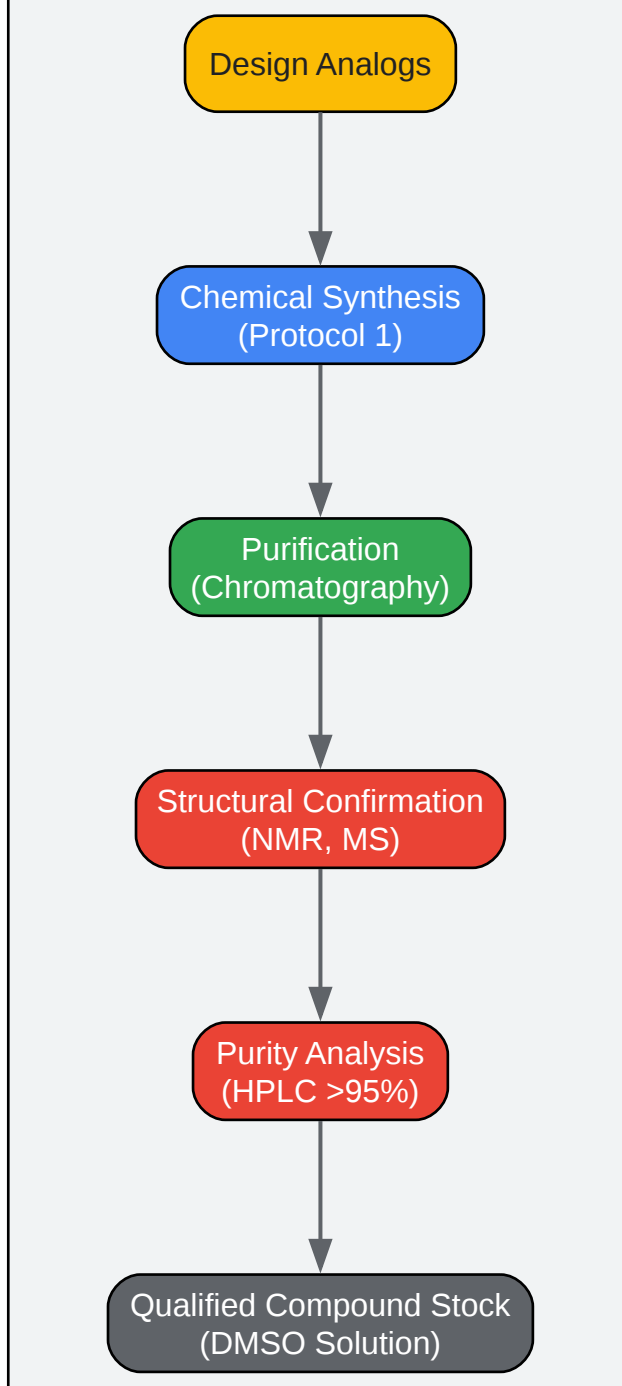 Design Analogs
Chemical Synthesis
(Protocol 1)
Purification
(Chromatography)
Structural Confirmation
(NMR, MS)
Purity Analysis
(HPLC >95%)
Qualified Compound Stock
(DMSO Solution)